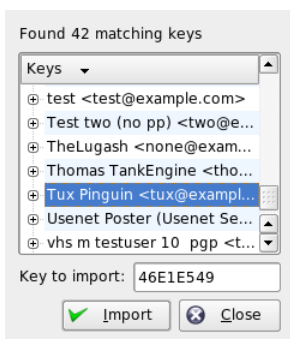 Found 42 matching keys
Keys
test <test@example.com>
Test two (no pp) <two@e...
TheLugash <none@exam...
Thomas TankEngine <tho...
Tux Pinguin <tux@exampl...
Usenet Poster (Usenet Se...
vhs m testuser 10 pgp <t...
Key to import: 46E1E549
Import Close